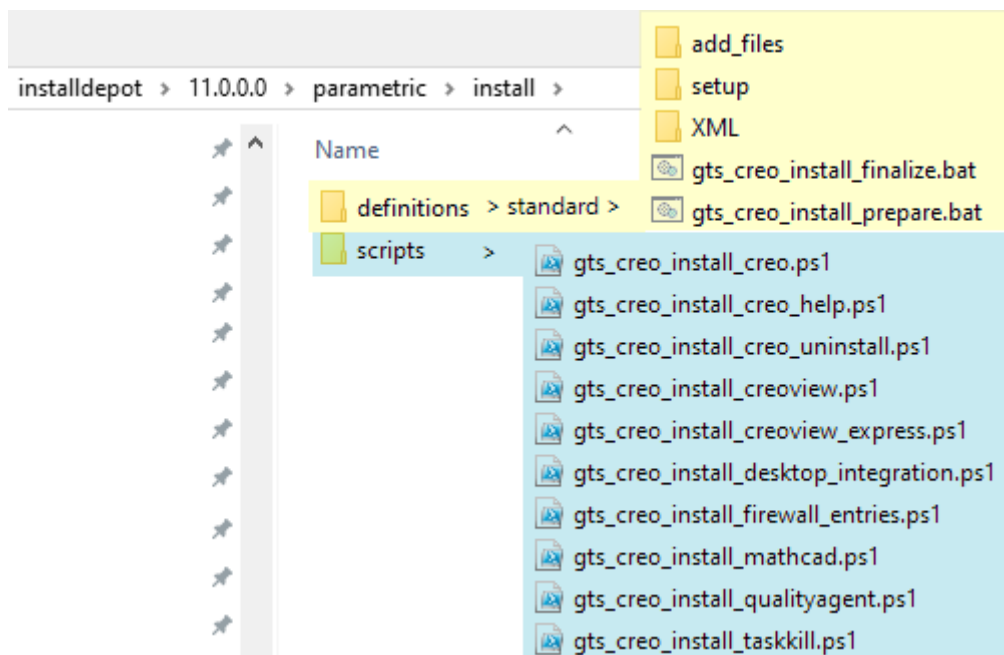 installdepot > 11.0.0.0 > parametric > install >
Name
definitions > standard >
add_files
setup
XML
gts_creo_install_finalize.bat
gts_creo_install_prepare.bat
scripts >
gts_creo_install_creo.ps1
gts_creo_install_creo_help.ps1
gts_creo_install_creo_uninstall.ps1
gts_creo_install_creoview.ps1
gts_creo_install_creoview_express.ps1
gts_creo_install_desktop_integration.ps1
gts_creo_install_firewall_entries.ps1
gts_creo_install_mathcad.ps1
gts_creo_install_qualityagent.ps1
gts_creo_install_taskkill.ps1